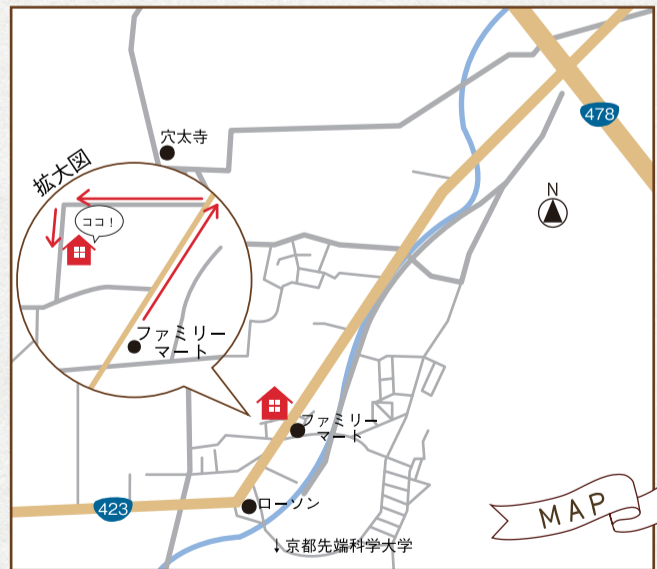 478
穴太寺
拡大図
ココ！
N
ファミリー
マート
ファミリー
マート
423
ローソン
MAP
↓京都先端科学大学